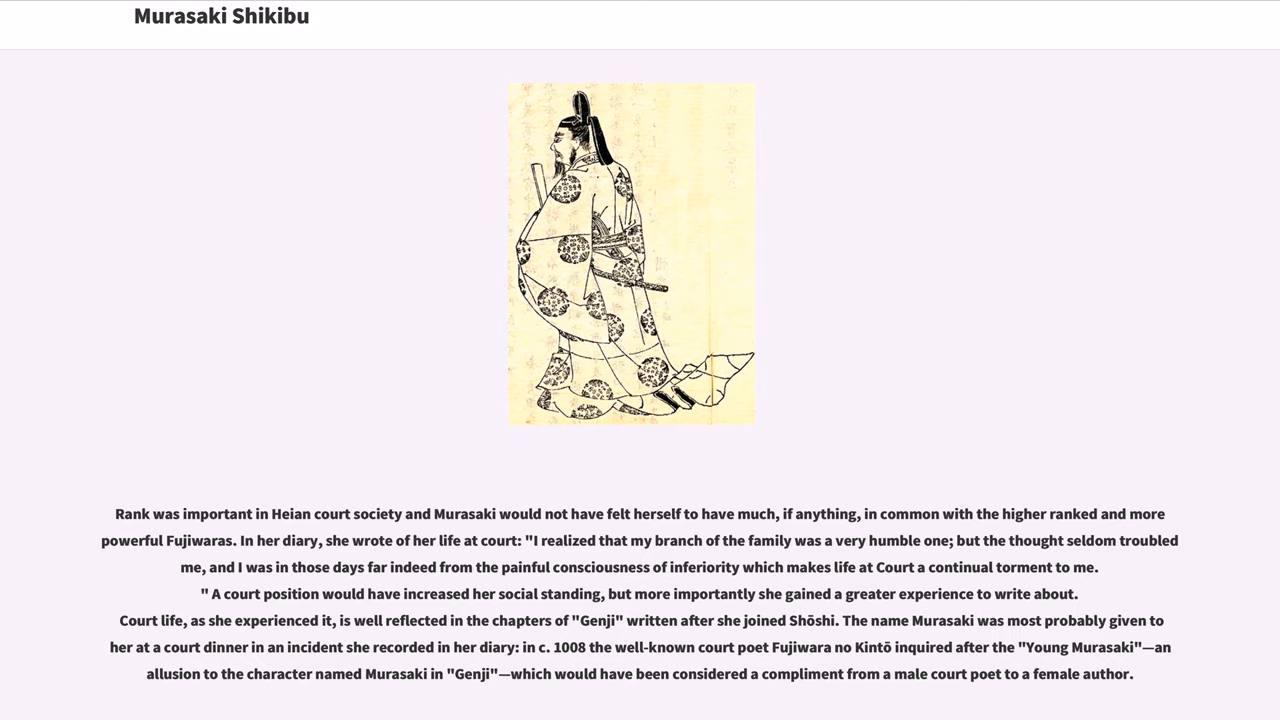 Murasaki Shikibu
Rank was important in Heian court society and Murasaki would not have felt herself to have much, if anything, in common with the higher ranked and more
powerful Fujiwaras. In her diary, she wrote of her life at court: "I realized that my branch of the family was a very humble one; but the thought seldom troubled
me, and I was in those days far indeed from the painful consciousness of inferiority which makes life at Court a continual torment to me.
" A court position would have increased her social standing, but more importantly she gained a greater experience to write about.
Court life, as she experienced it, is well reflected in the chapters of "Genji" written after she joined Shōshi. The name Murasaki was most probably given to
her at a court dinner in an incident she recorded in her diary: in c. 1008 the well-known court poet Fujiwara no Kintō inquired after the "Young Murasaki"—an
allusion to the character named Murasaki in "Genji"—which would have been considered a compliment from a male court poet to a female author.